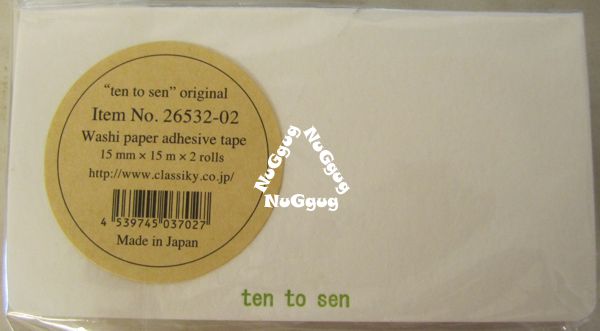 “ten to sen” original
Item No. 26532-02
Washi paper adhesive tape
15 mm × 15 m × 2 rolls
http://www.classiky.co.jp/
4 539745 037027
Made in Japan
NuGgug
NuGgug
NuGgug
ten to sen